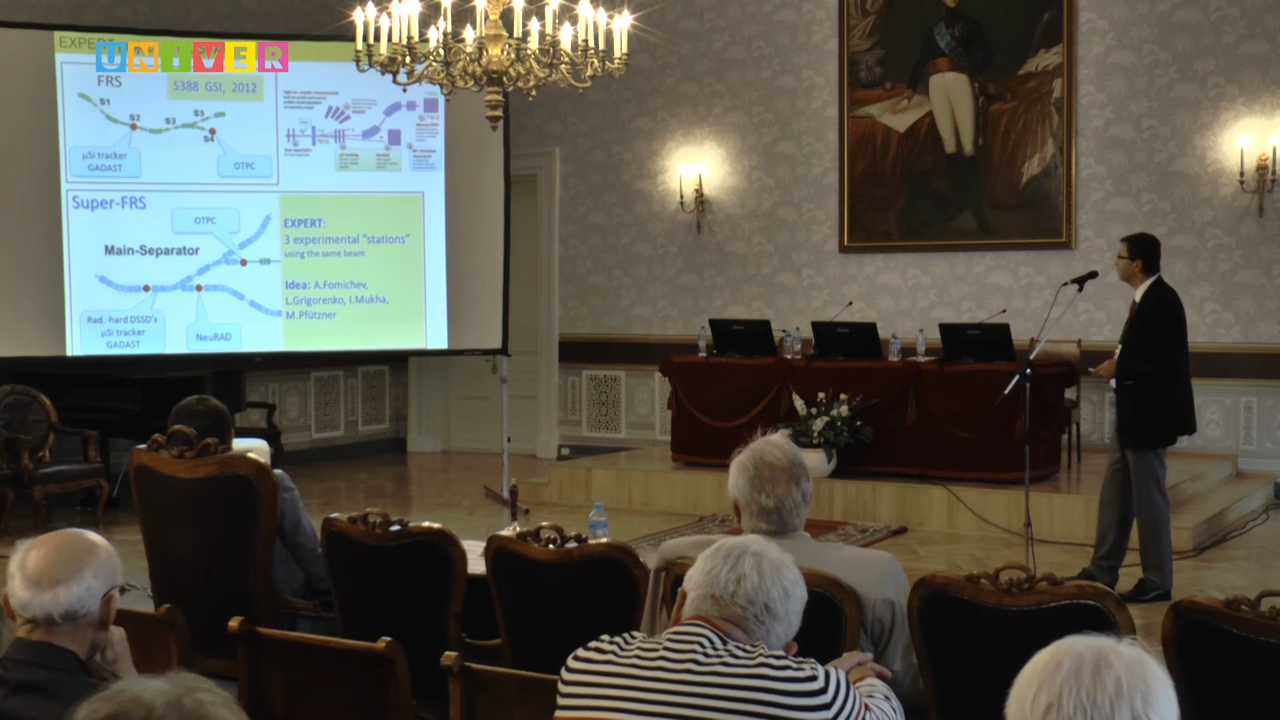 EXPERT
UNIVER
FRS
S388 GSI, 2012
S1
S2
S3
S5
S4
µSi tracker
GADAST
OTPC
Super-FRS
OTPC
Main-Separator
Rad.-hard DSSD's
µSi tracker
GADAST
NeuRAD
EXPERT:
3 experimental "stations"
using the same beam
Idea: A.Fomichev,
L.Grigorenko, I.Mukha,
M.Pfützner